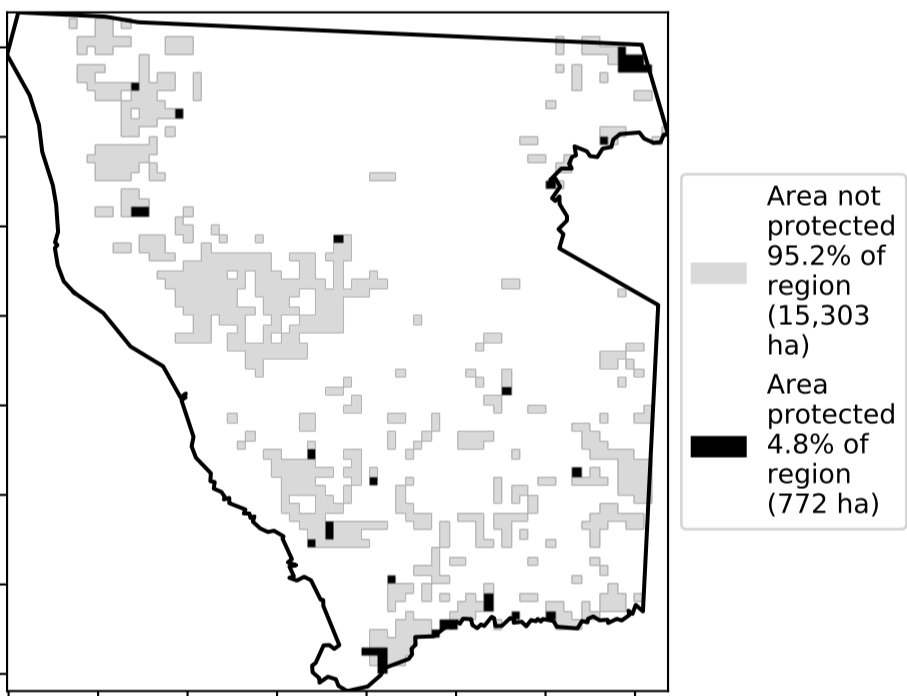 Area not
protected
95.2% of
region
(15,303
ha)
Area
protected
4.8% of
region
(772 ha)